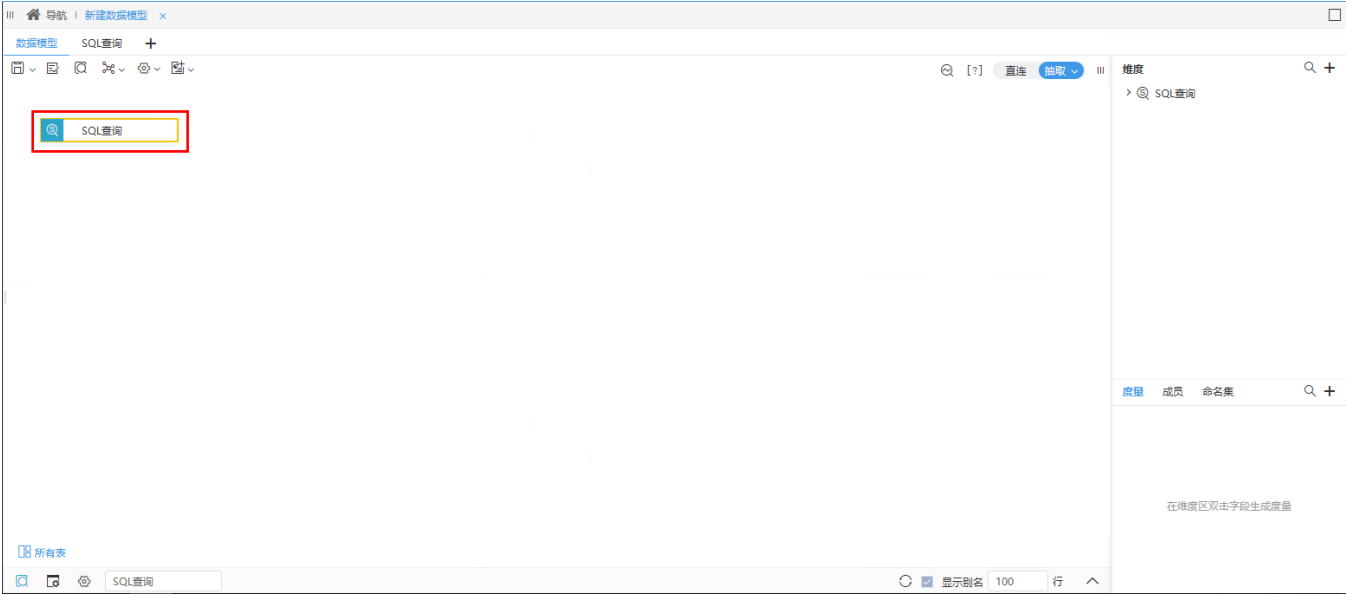 导航 新建数据模型 ×
数据模型 SQL查询 +
[?] 直连 抽取
维度
SQL查询
SQL查询
度量 成员 命名集
在维度区双击字段生成度量
所有表
SQL查询 显示别名 100 行